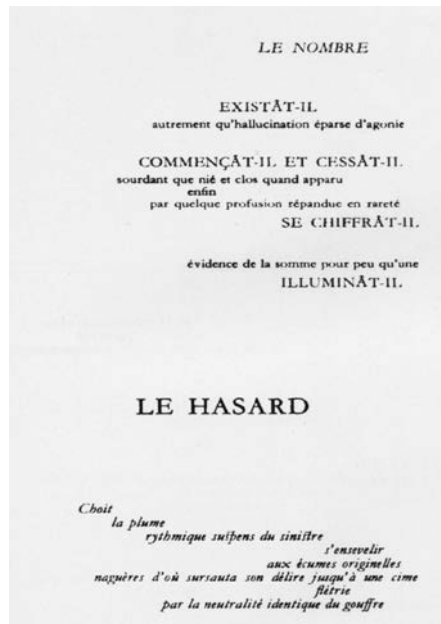 LE NOMBRE
EXISTÂT-IL
autrement qu'hallucination éparse d'agonie
COMMENÇÂT-IL ET CESSÂT-IL
sourdant que nié et clos quand apparu
enfin
par quelque profusion répandue en rareté
SE CHIFFRÂT-IL
évidence de la somme pour peu qu'une
ILLUMINÂT-IL
LE HASARD
Choit
la plume
rythmique suspens du sinistre
s'ensevelir
aux écumes originelles
naguères d'où sursauta son délire jusqu'à une cime
flétrie
par la neutralité identique du gouffre